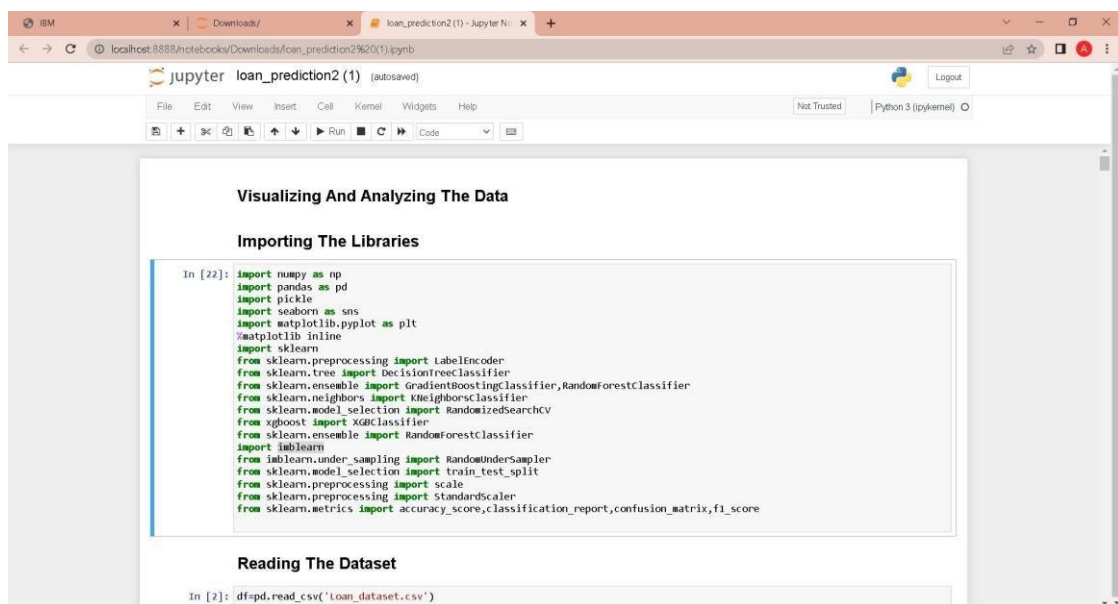 IBM
Downloads/
loan_prediction2 (1) - Jupyter No
localhost:8888/notebooks/Downloads/loan_prediction2%20(1).ipynb
A
jupyter loan_prediction2 (1) (autosaved)
Logout
File Edit View Insert Cell Kernel Widgets Help
Not Trusted
Python 3 (ipykernel)
Run
Code
Visualizing And Analyzing The Data
Importing The Libraries
In [22]: import numpy as np
import pandas as pd
import pickle
import seaborn as sns
import matplotlib.pyplot as plt
%matplotlib inline
import sklearn
from sklearn.preprocessing import LabelEncoder
from sklearn.tree import DecisionTreeClassifier
from sklearn.ensemble import GradientBoostingClassifier,RandomForestClassifier
from sklearn.neighbors import KNeighborsClassifier
from sklearn.model_selection import RandomizedSearchCV
from xgboost import XGBClassifier
from sklearn.ensemble import RandomForestClassifier
import imblearn
from imblearn.under_sampling import RandomUnderSampler
from sklearn.model_selection import train_test_split
from sklearn.preprocessing import scale
from sklearn.preprocessing import StandardScaler
from sklearn.metrics import accuracy_score,classification_report,confusion_matrix,f1_score
Reading The Dataset
In [2]: df=pd.read_csv('Loan_dataset.csv')